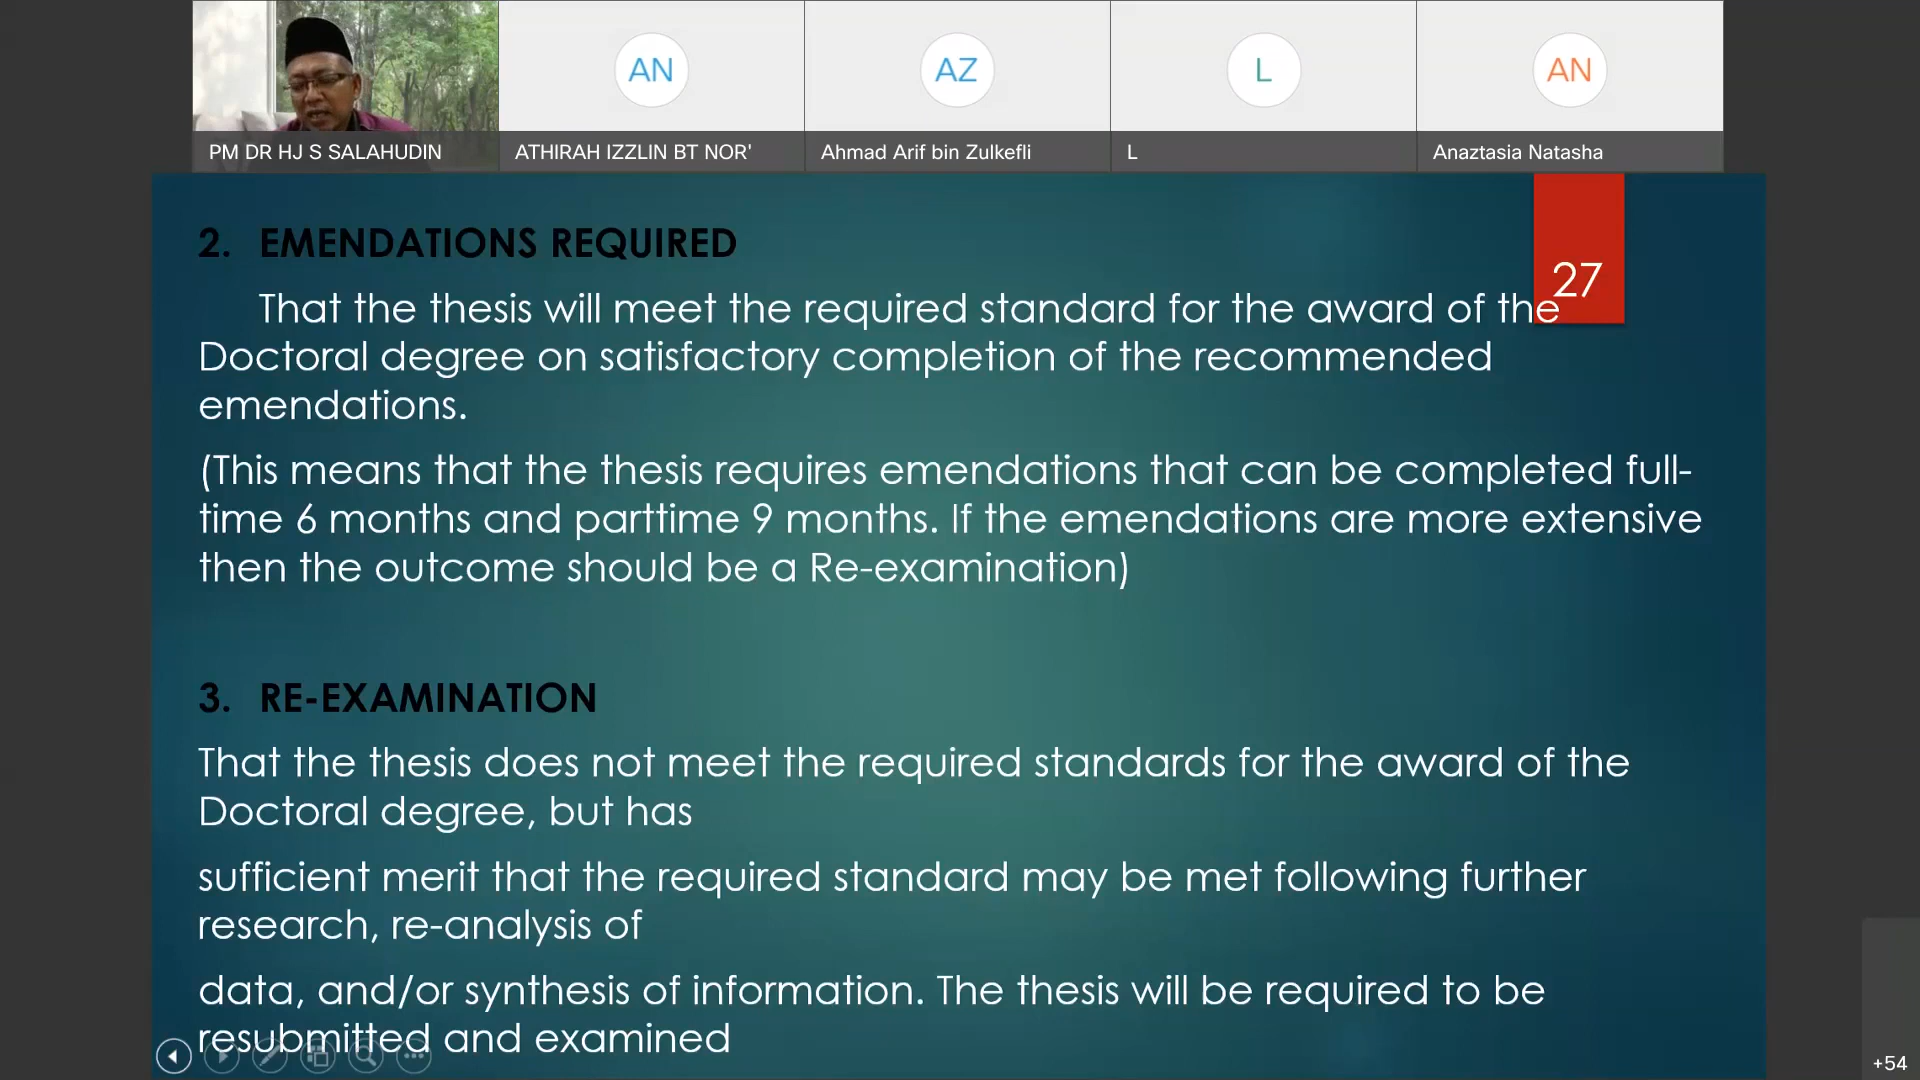 AN
AZ
L
AN
PM DR HJ S SALAHUDIN
ATHIRAH IZZLIN BT NOR'
Ahmad Arif bin Zulkefli
L
Anaztasia Natasha
27
2. EMENDATIONS REQUIRED
That the thesis will meet the required standard for the award of the
Doctoral degree on satisfactory completion of the recommended
emendations.
(This means that the thesis requires emendations that can be completed full-
time 6 months and parttime 9 months. If the emendations are more extensive
then the outcome should be a Re-examination)
3. RE-EXAMINATION
That the thesis does not meet the required standards for the award of the
Doctoral degree, but has
sufficient merit that the required standard may be met following further
research, re-analysis of
data, and/or synthesis of information. The thesis will be required to be
resubmitted and examined
+54